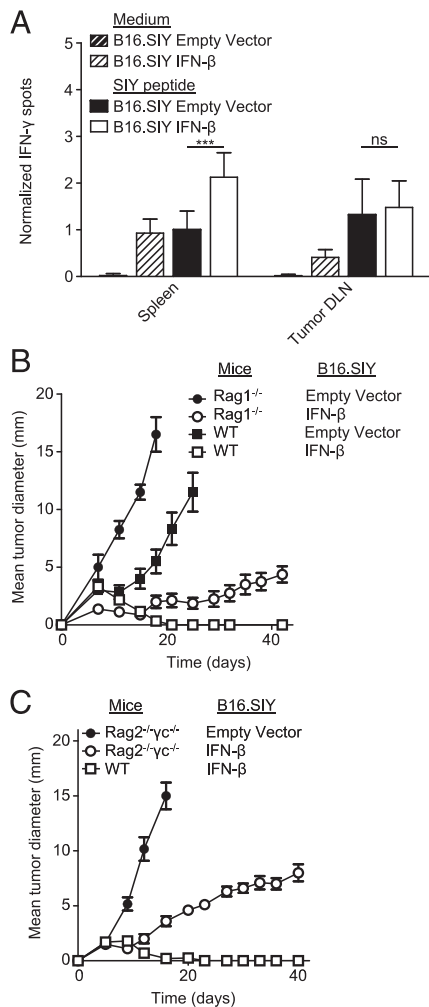 A
Medium
B16.SIY Empty Vector
B16.SIY IFN-β
SIY peptide
B16.SIY Empty Vector
B16.SIY IFN-β
Normalized IFN-γ spots
5
4
3
2
1
0
***
ns
Spleen
Tumor DLN
B
Mice B16.SIY
Rag1-/- Empty Vector
Rag1-/- IFN-β
WT Empty Vector
WT IFN-β
Mean tumor diameter (mm)
20
15
10
5
0
0 20 40
Time (days)
C
Mice B16.SIY
Rag2-/-γc-/- Empty Vector
Rag2-/-γc-/- IFN-β
WT IFN-β
Mean tumor diameter (mm)
20
15
10
5
0
0 20 40
Time (days)